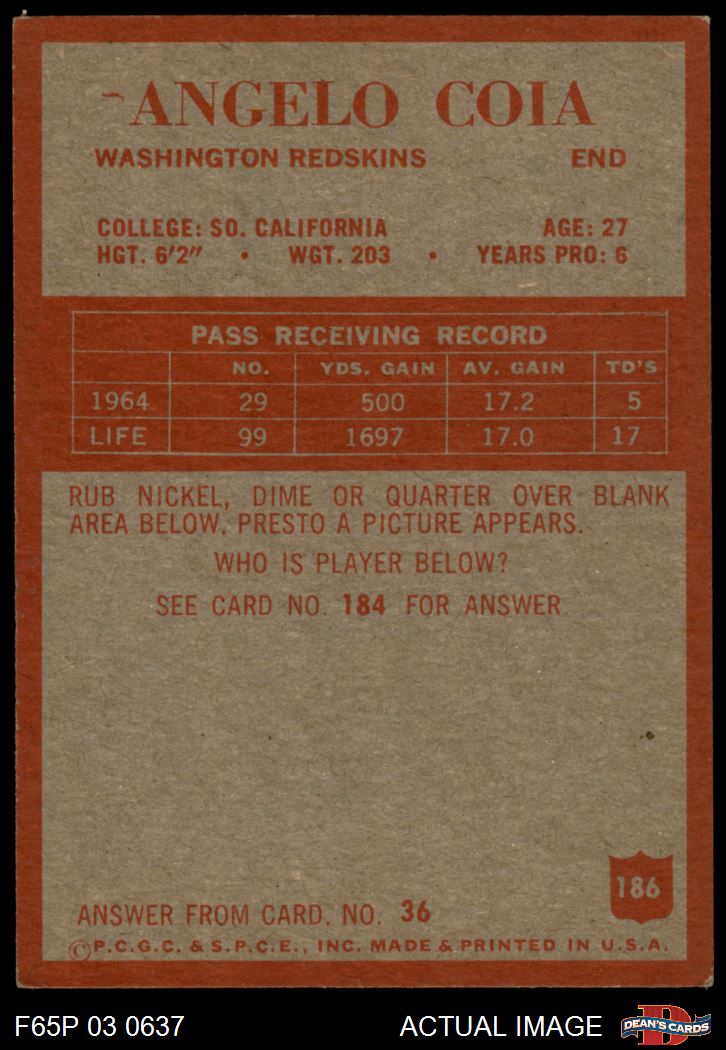 ANGELO COIA
WASHINGTON REDSKINS END
COLLEGE: SO. CALIFORNIA AGE: 27
HGT. 6'2" • WGT. 203 • YEARS PRO: 6
PASS RECEIVING RECORD
NO. YDS. GAIN AV. GAIN TD'S
1964 29 500 17.2 5
LIFE 99 1697 17.0 17
RUB NICKEL, DIME OR QUARTER OVER BLANK
AREA BELOW. PRESTO A PICTURE APPEARS.
WHO IS PLAYER BELOW?
SEE CARD NO. 184 FOR ANSWER
186
ANSWER FROM CARD. NO. 36
©P.C.G.C. & S.P.C.E., INC. MADE & PRINTED IN U.S.A.
F65P 03 0637 ACTUAL IMAGE
D
DEAN'S CARDS